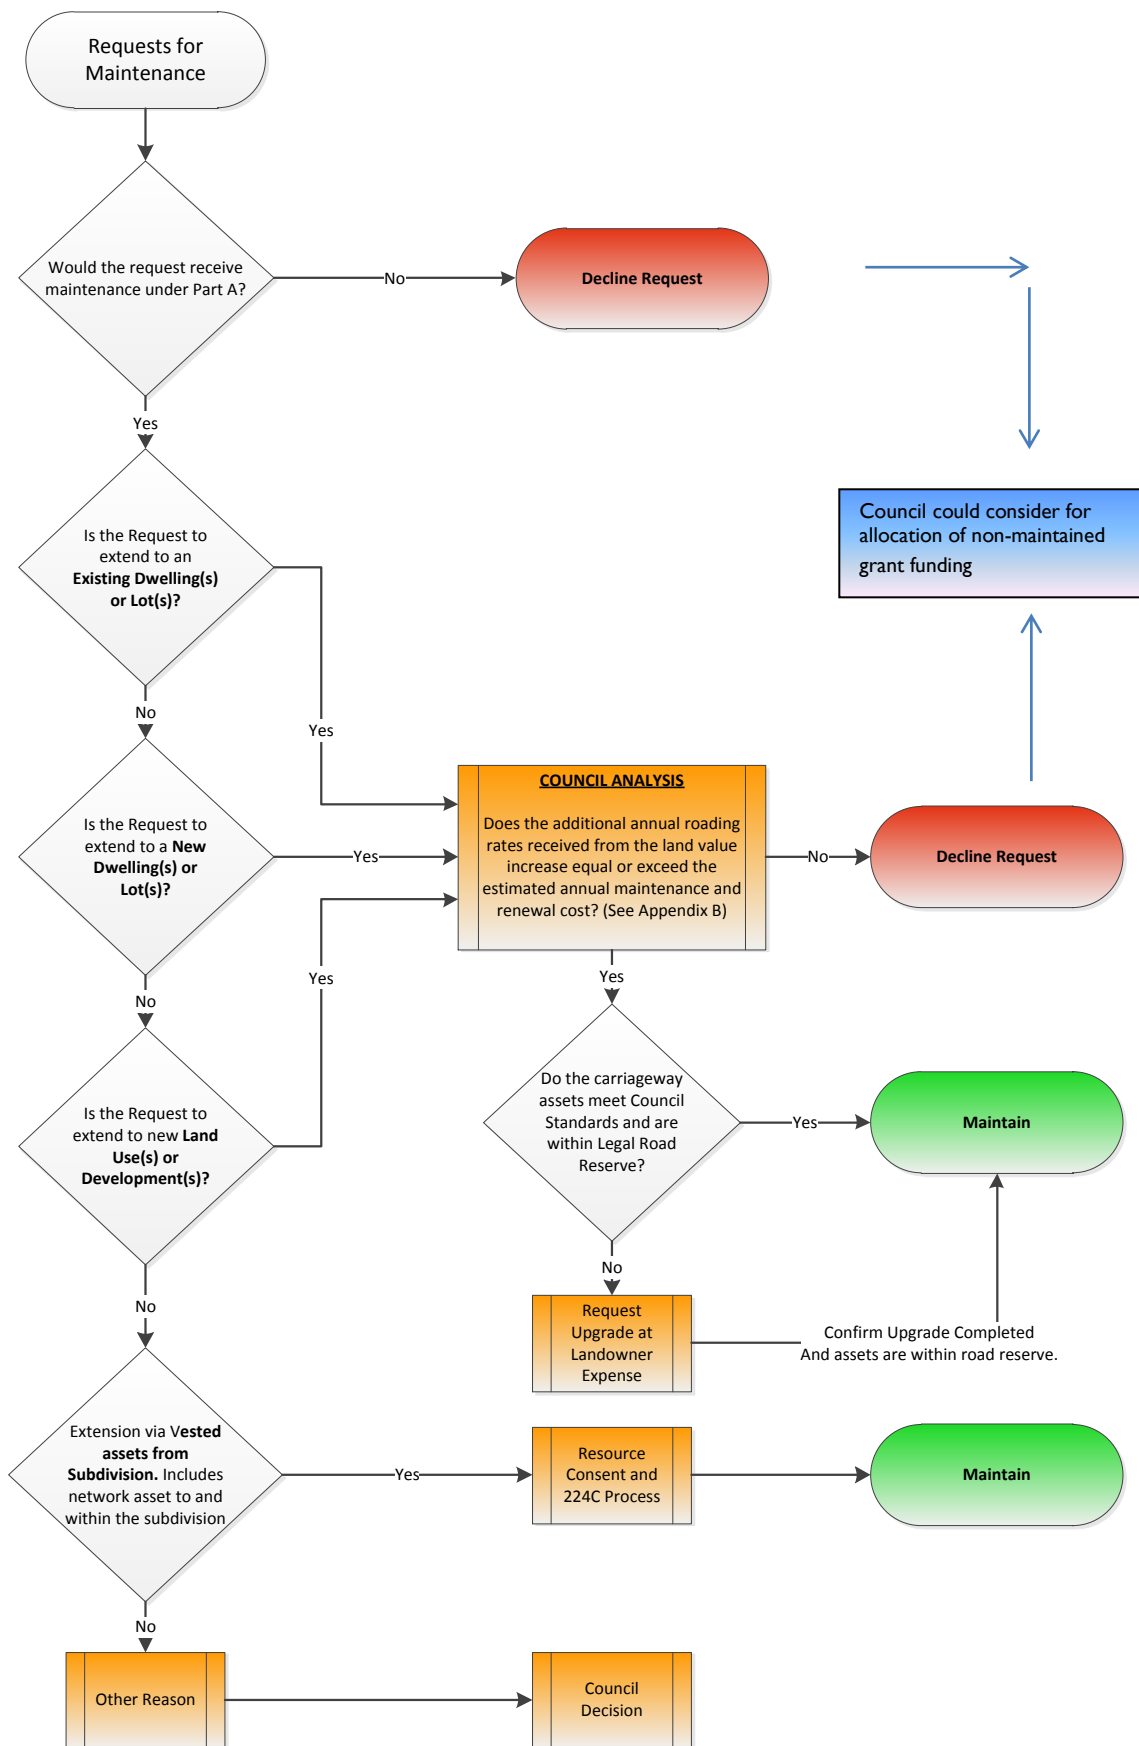 Requests for
Maintenance
Would the request receive
maintenance under Part A?
No
Decline Request
Yes
Council could consider for
allocation of non-maintained
grant funding
Is the Request to
extend to an
Existing Dwelling(s)
or Lot(s)?
Yes
No
Is the Request to
extend to a New
Dwelling(s) or
Lot(s)?
Yes
COUNCIL ANALYSIS
Does the additional annual roading
rates received from the land value
increase equal or exceed the
estimated annual maintenance and
renewal cost? (See Appendix B)
No
Decline Request
Yes
No
Is the Request to
extend to new Land
Use(s) or
Development(s)?
Yes
Do the carriageway
assets meet Council
Standards and are
within Legal Road
Reserve?
Yes
Maintain
No
Request
Upgrade at
Landowner
Expense
Confirm Upgrade Completed
And assets are within road reserve.
No
Extension via Vested
assets from
Subdivision. Includes
network asset to and
within the subdivision
Yes
Resource
Consent and
224C Process
Maintain
No
Other Reason
Council
Decision